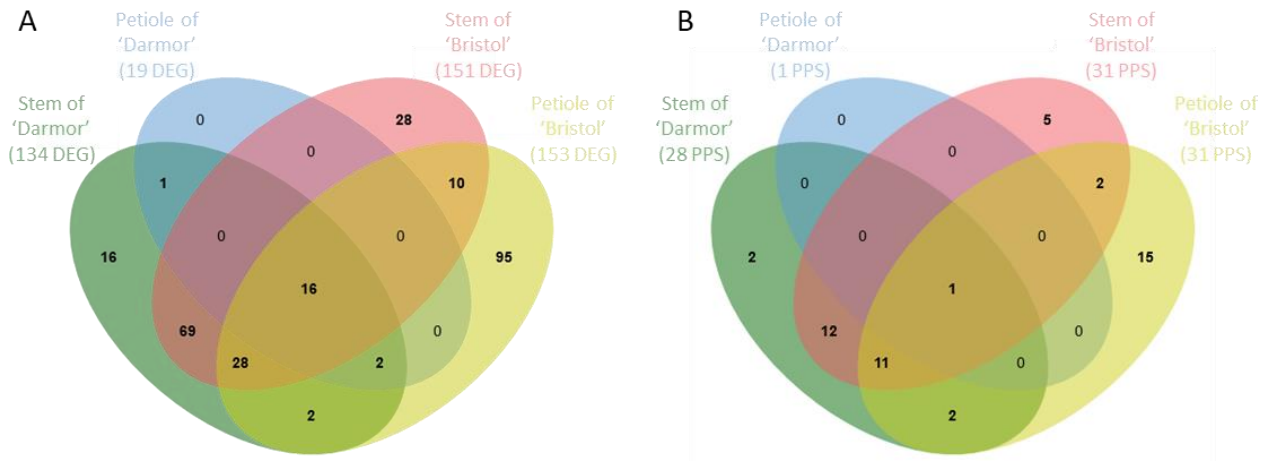 A
Petiole of
‘Darmor’
(19 DEG)
Stem of
‘Bristol’
(151 DEG)
Stem of
‘Darmor’
(134 DEG)
Petiole of
‘Bristol’
(153 DEG)
0
28
0
1
10
0
0
16
95
16
69
0
28
2
2
B
Petiole of
‘Darmor’
(1 PPS)
Stem of
‘Bristol’
(31 PPS)
Stem of
‘Darmor’
(28 PPS)
Petiole of
‘Bristol’
(31 PPS)
0
5
0
0
2
0
0
2
15
1
12
0
11
0
2